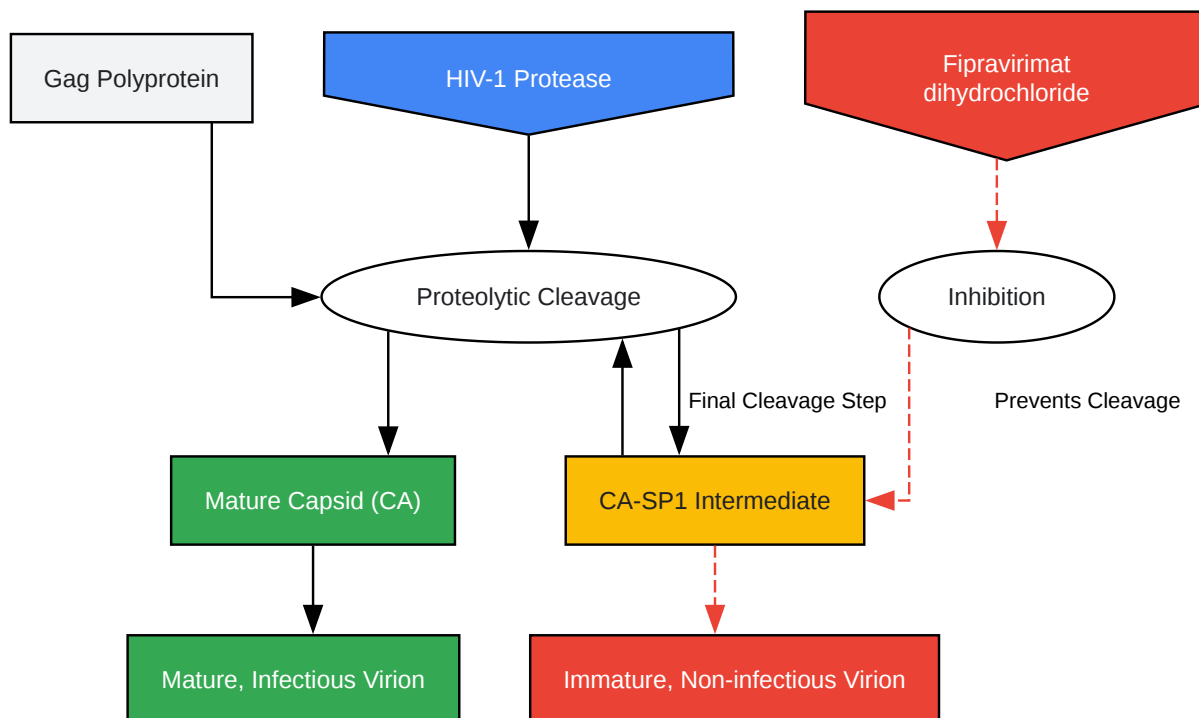 Gag Polyprotein
HIV-1 Protease
Fipravirimat
dihydrochloride
Proteolytic Cleavage
Inhibition
Final Cleavage Step
Prevents Cleavage
Mature Capsid (CA)
CA-SP1 Intermediate
Mature, Infectious Virion
Immature, Non-infectious Virion